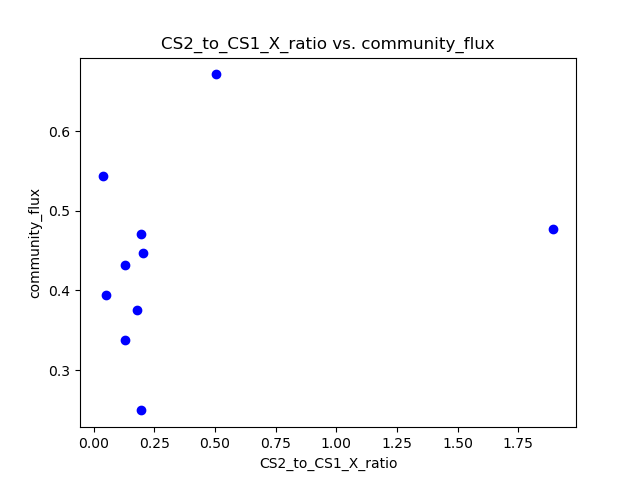 CS2_to_CS1_X_ratio vs. community_flux
0.6
0.5
0.4
0.3
community_flux
0.00 0.25 0.50 0.75 1.00 1.25 1.50 1.75
CS2_to_CS1_X_ratio